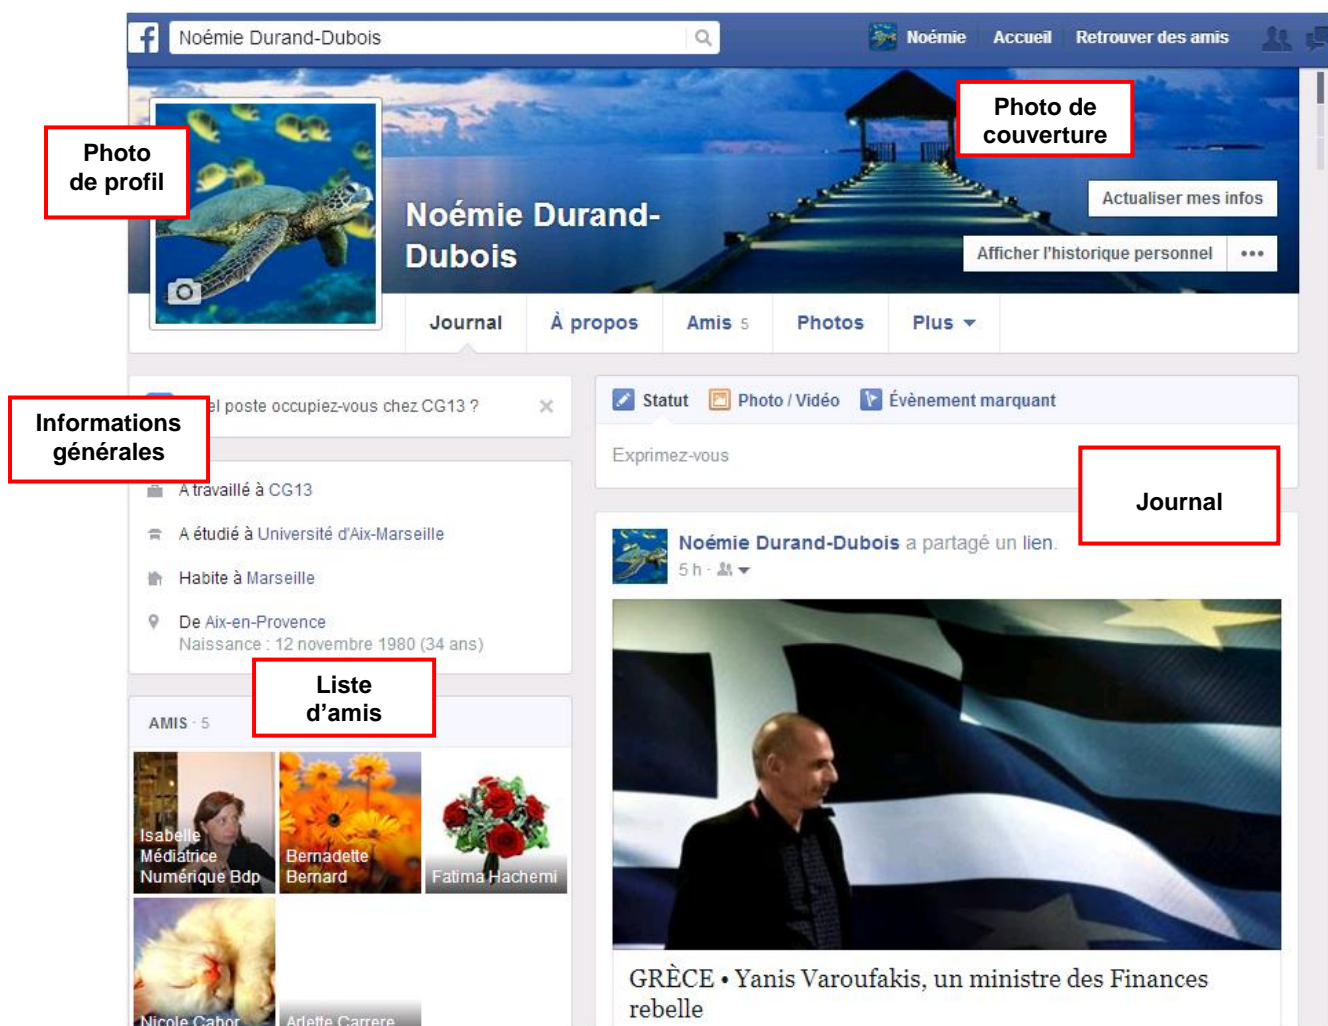 f
Noémie Durand-Dubois
Noémie Accueil Retrouver des amis
Photo de
couverture
Photo
de profil
Noémie Durand-
Dubois
Actualiser mes infos
Afficher l'historique personnel •••
Journal À propos Amis 5 Photos Plus
Informations
générales
el poste occupiez-vous chez CG13 ? ×
A travaillé à CG13
A étudié à Université d'Aix-Marseille
Habite à Marseille
De Aix-en-Provence
Naissance : 12 novembre 1980 (34 ans)
Liste
d'amis
AMIS · 5
Isabelle
Médiatrice
Numérique Bdp
Bernadette
Bernard
Fatima Hachemi
Nicole Cabor
Arlette Carrere
Statut Photo / Vidéo Évènement marquant
Exprimez-vous
Journal
Noémie Durand-Dubois a partagé un lien.
5 h ·
GRÈCE • Yanis Varoufakis, un ministre des Finances
rebelle